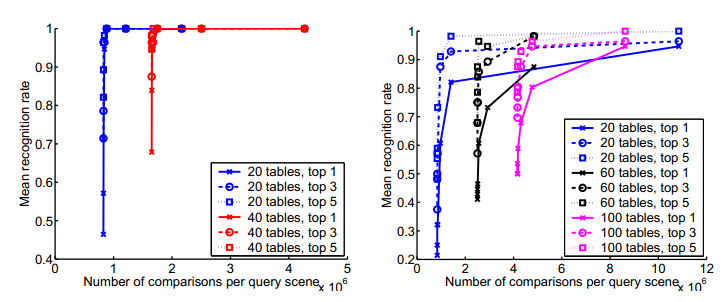 1
0.9
0.8
0.7
0.6
0.5
0.4
0 1 2 3 4 5
Mean recognition rate
Number of comparisons per query scene
x 10^6
20 tables, top 1
20 tables, top 3
20 tables, top 5
40 tables, top 1
40 tables, top 3
40 tables, top 5
1
0.9
0.8
0.7
0.6
0.5
0.4
0.3
0.2
0 2 4 6 8 10 12
Mean recognition rate
Number of comparisons per query scene
x 10^6
20 tables, top 1
20 tables, top 3
20 tables, top 5
60 tables, top 1
60 tables, top 3
60 tables, top 5
100 tables, top 1
100 tables, top 3
100 tables, top 5